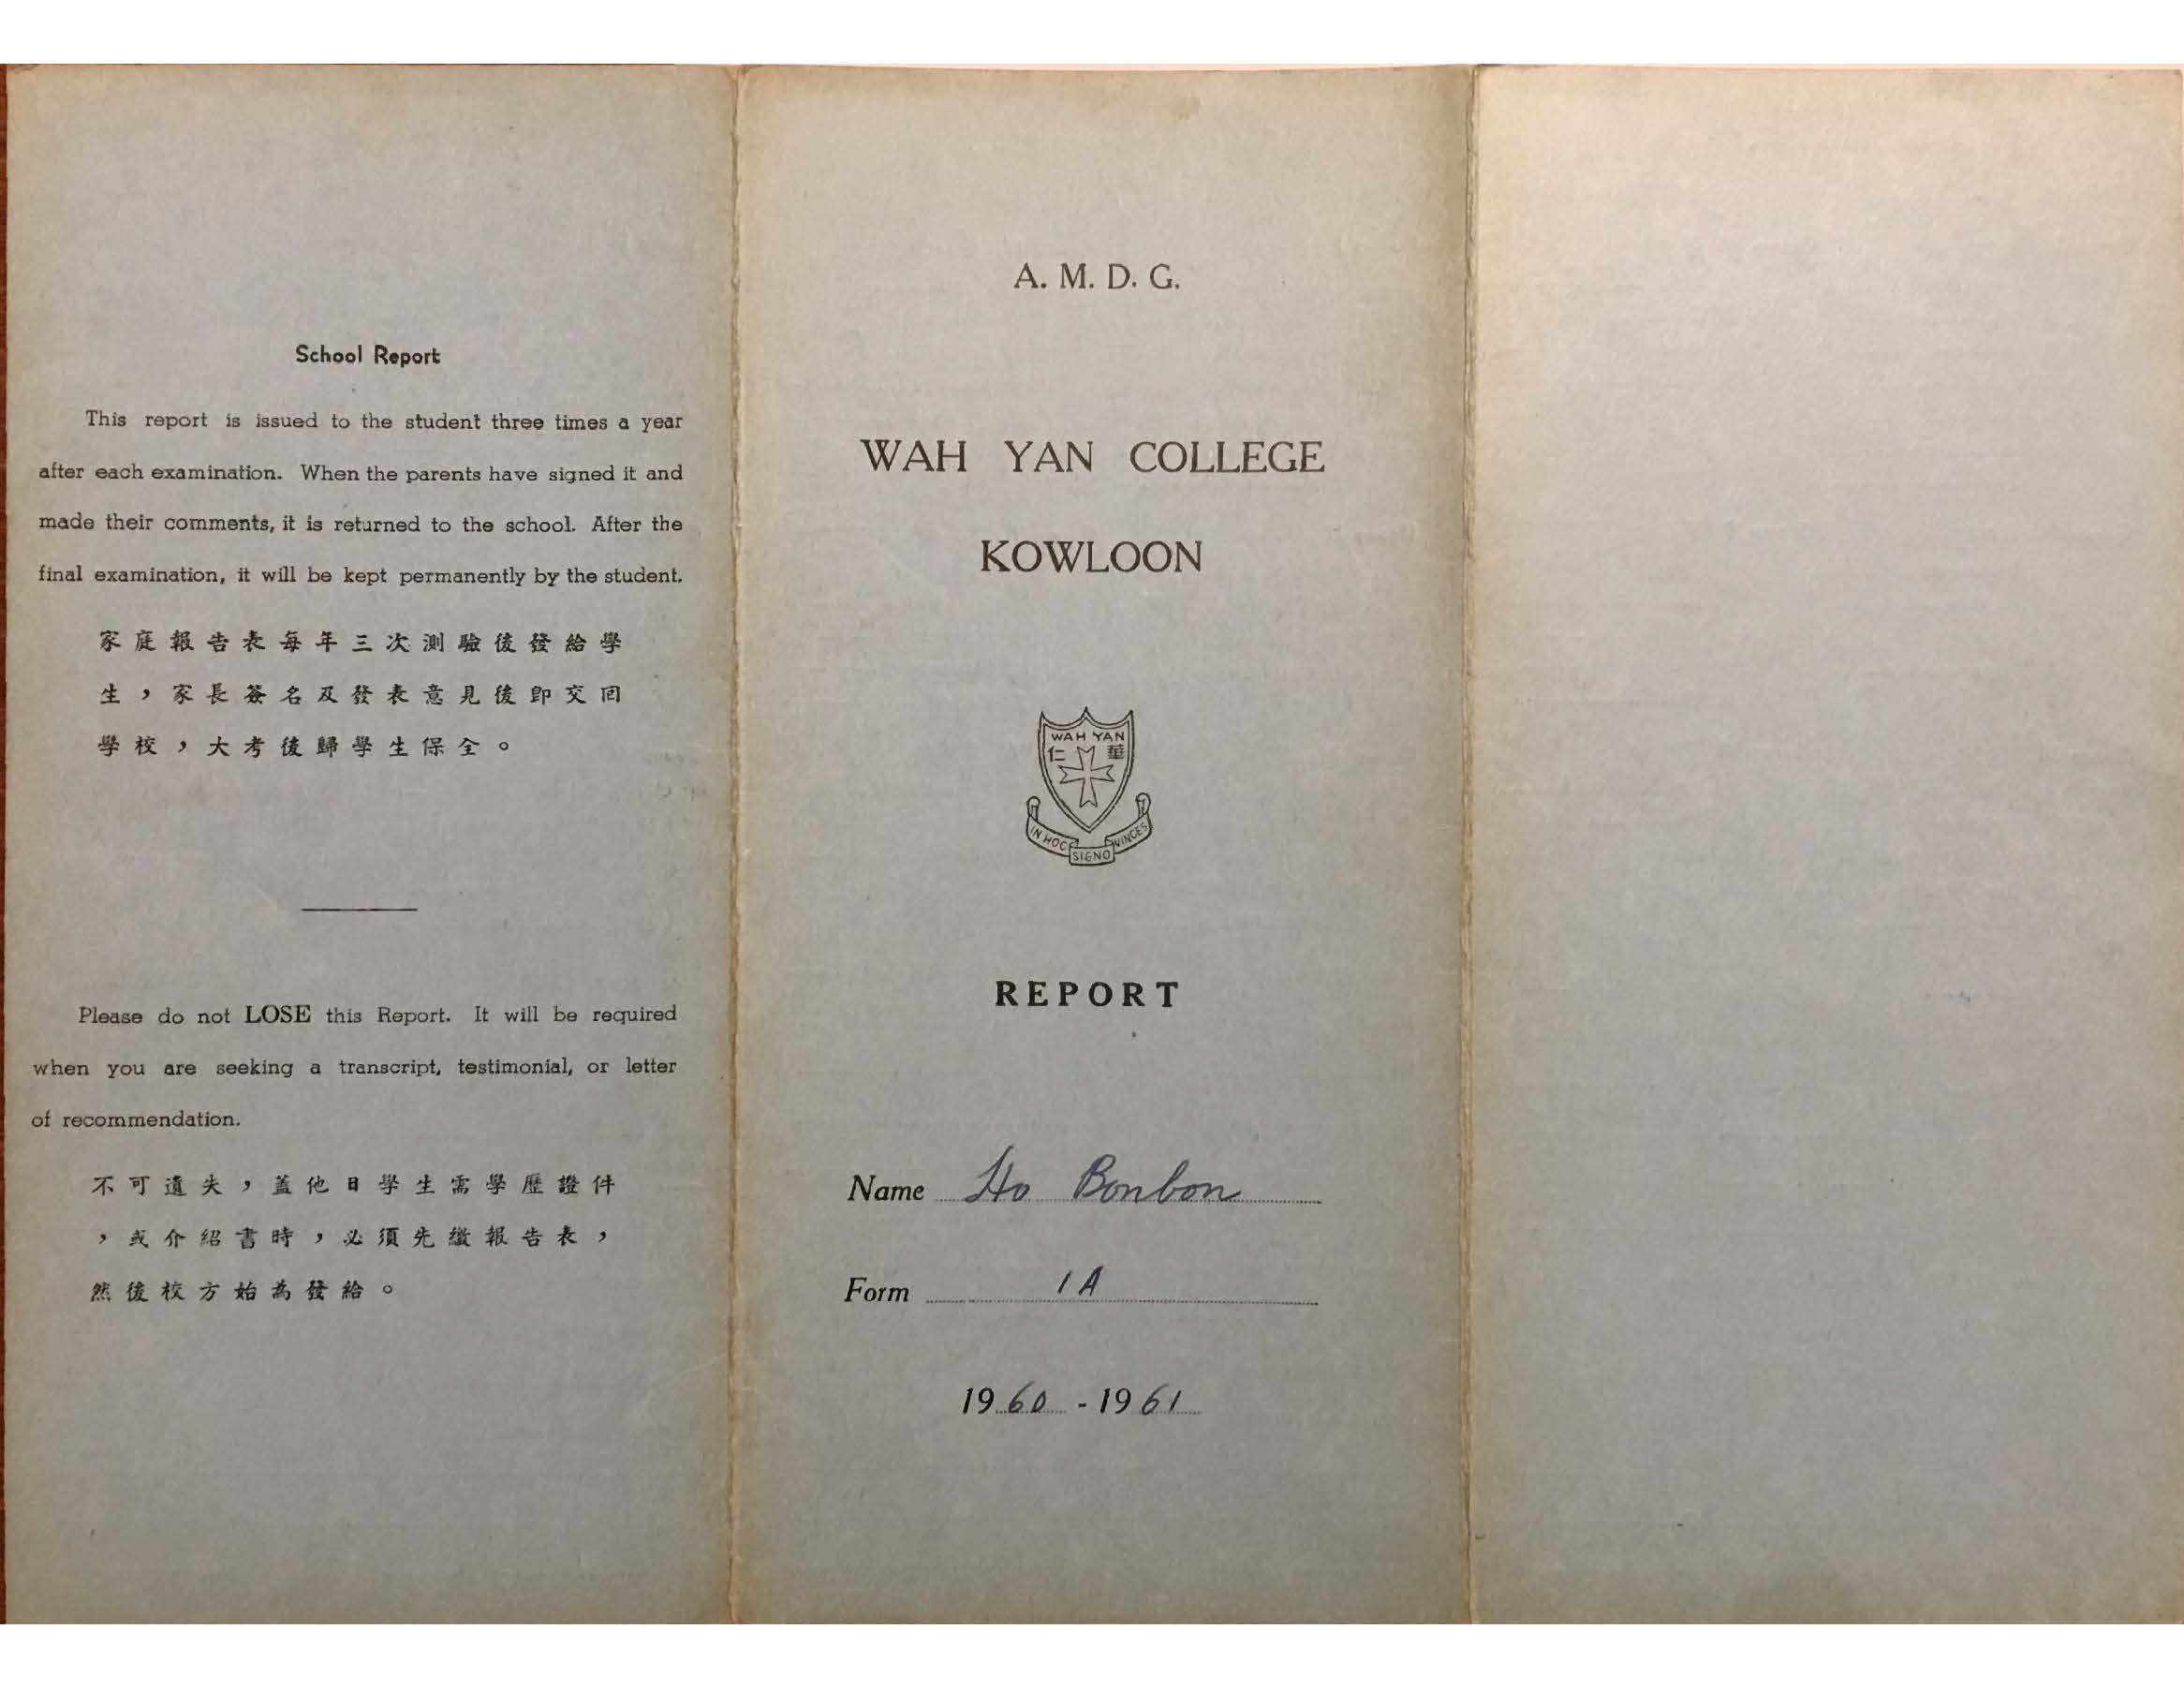 School Report
This report is issued to the student three times a year
after each examination. When the parents have signed it and
made their comments, it is returned to the school. After the
final examination, it will be kept permanently by the student.
家庭報告表每年三次測驗後發給學
生，家長簽名及發表意見後即交回
學校，大考後歸學生保全。
Please do not LOSE this Report. It will be required
when you are seeking a transcript, testimonial, or letter
of recommendation.
不可遺失，蓋他日學生需學歷證件
，或介紹書時，必須先繳報告表，
然後校方始為發給。
A. M. D. G.
WAH YAN COLLEGE
KOWLOON
WAH YAN
仁 華
IN HOC SIGNO VINCES
REPORT
Name Ho Bonbon
Form 1A
1960 - 1961